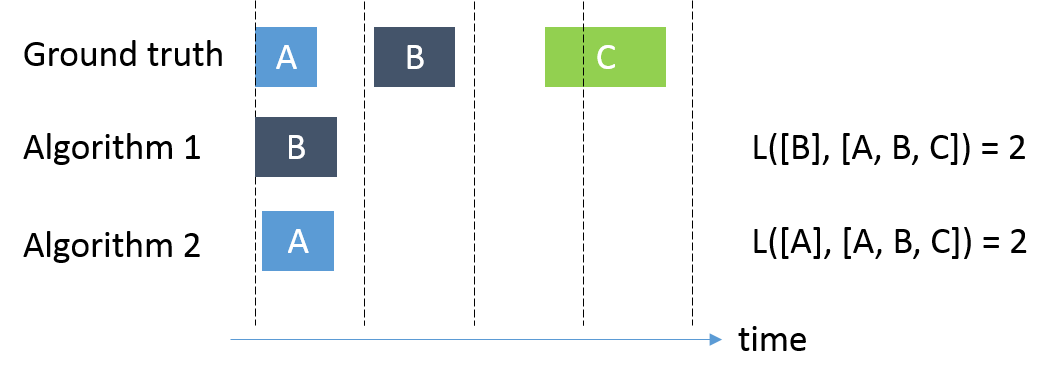 Ground truth A B C
Algorithm 1 B L([B], [A, B, C]) = 2
Algorithm 2 A L([A], [A, B, C]) = 2
time